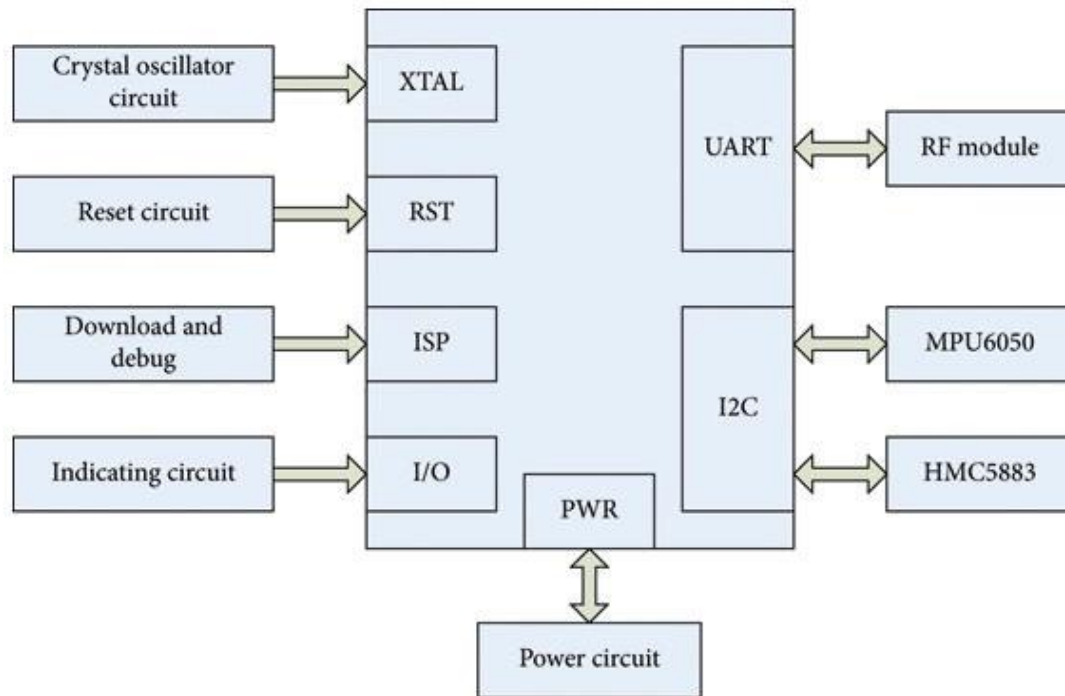 Crystal oscillator
circuit
XTAL
UART
RF module
Reset circuit
RST
Download and
debug
ISP
MPU6050
I2C
Indicating circuit
I/O
HMC5883
PWR
Power circuit